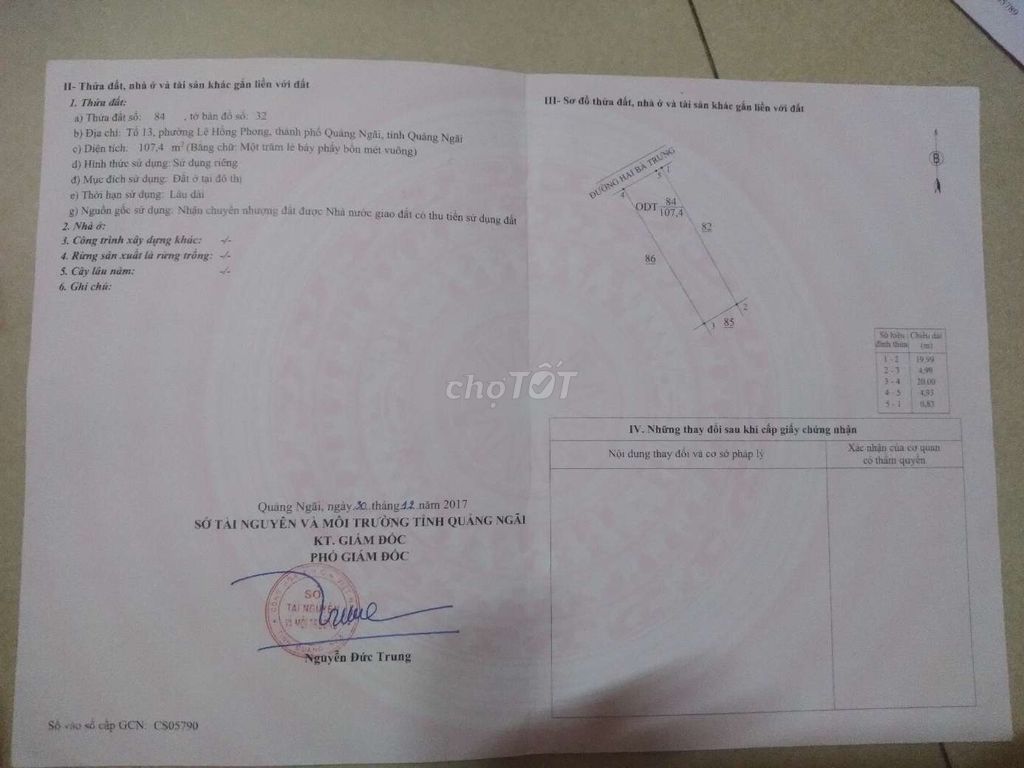 II- Thửa đất, nhà ở và tài sản khác gắn liền với đất
1. Thửa đất:
a) Thửa đất số: 84 , tờ bản đồ số: 32
b) Địa chỉ: Tổ 13, phường Lê Hồng Phong, thành phố Quảng Ngãi, tỉnh Quảng Ngãi
c) Diện tích: 107,4 m² (Bằng chữ: Một trăm lẻ bảy phẩy bốn mét vuông)
d) Hình thức sử dụng: Sử dụng riêng
đ) Mục đích sử dụng: Đất ở tại đô thị
e) Thời hạn sử dụng: Lâu dài
g) Nguồn gốc sử dụng: Nhận chuyển nhượng đất được Nhà nước giao đất có thu tiền sử dụng đất
2. Nhà ở:
3. Công trình xây dựng khác: -/-
4. Rừng sản xuất là rừng trồng: -/-
5. Cây lâu năm: -/-
6. Ghi chú:
Quảng Ngãi, ngày 30 tháng 12 năm 2017
SỞ TÀI NGUYÊN VÀ MÔI TRƯỜNG TỈNH QUẢNG NGÃI
KT. GIÁM ĐỐC
PHÓ GIÁM ĐỐC
SỞ
TÀI NGUYÊN
Nguyễn Đức Trung
Số vào sổ cấp GCN: CS05790
III- Sơ đồ thửa đất, nhà ở và tài sản khác gắn liền với đất
B
ĐƯỜNG HAI BÀ TRƯNG
4 5 1
ODT 84
107,4
82
86
3 85 2
Số hiệu đỉnh thửa Chiều dài (m)
1 - 2 19,99
2 - 3 4,99
3 - 4 20,00
4 - 5 4,93
5 - 1 0,83
IV. Những thay đổi sau khi cấp giấy chứng nhận
Nội dung thay đổi và cơ sở pháp lý
Xác nhận của cơ quan
có thẩm quyền
chợTỐT